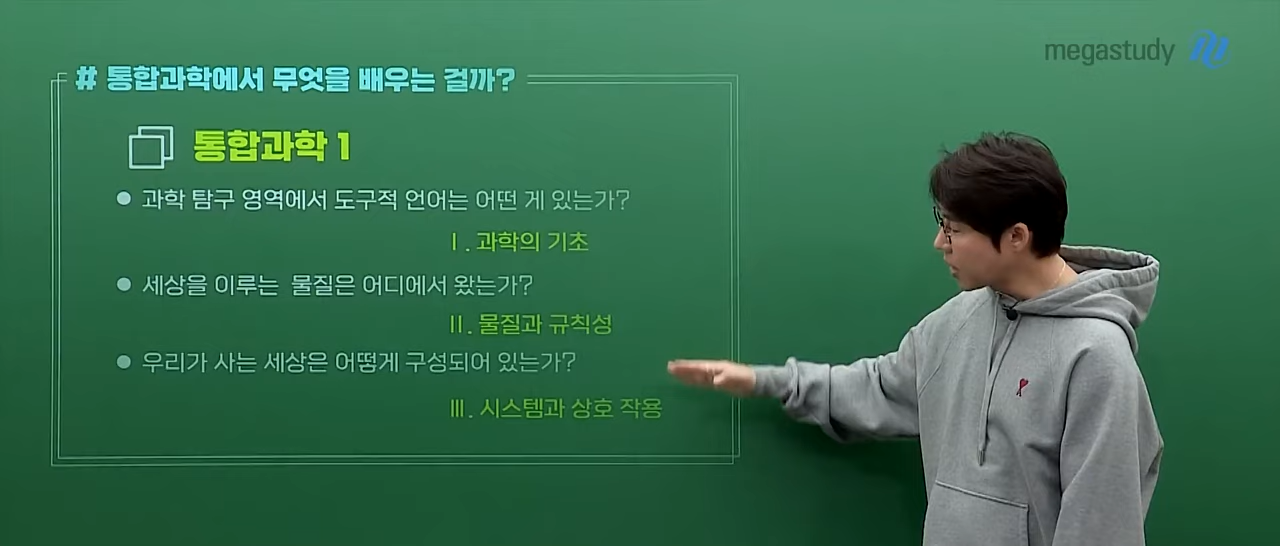 megastudy
# 통합과학에서 무엇을 배우는 걸까?
통합과학 1
● 과학 탐구 영역에서 도구적 언어는 어떤 게 있는가?
Ⅰ. 과학의 기초
● 세상을 이루는 물질은 어디에서 왔는가?
Ⅱ. 물질과 규칙성
● 우리가 사는 세상은 어떻게 구성되어 있는가?
Ⅲ. 시스템과 상호 작용